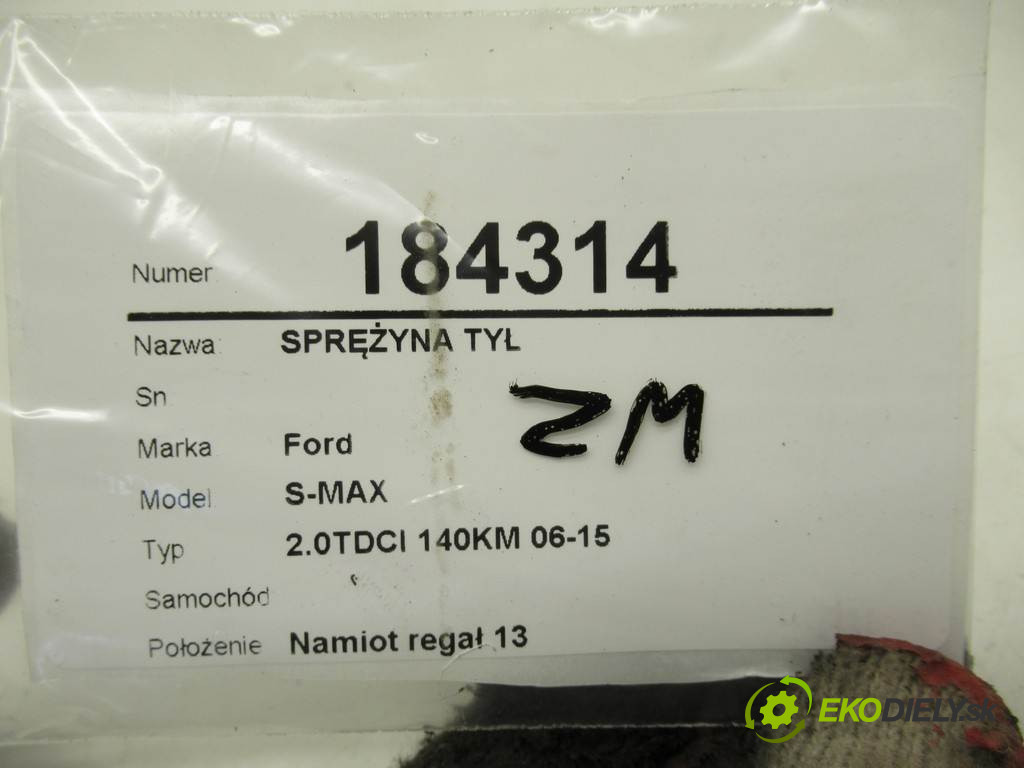 Numer 184314
Nazwa: SPRĘŻYNA TYŁ
Sn
ZM
Marka Ford
Model S-MAX
Typ 2.0TDCI 140KM 06-15
Samochód
Położenie Namiot regał 13
EKODIELY.sk